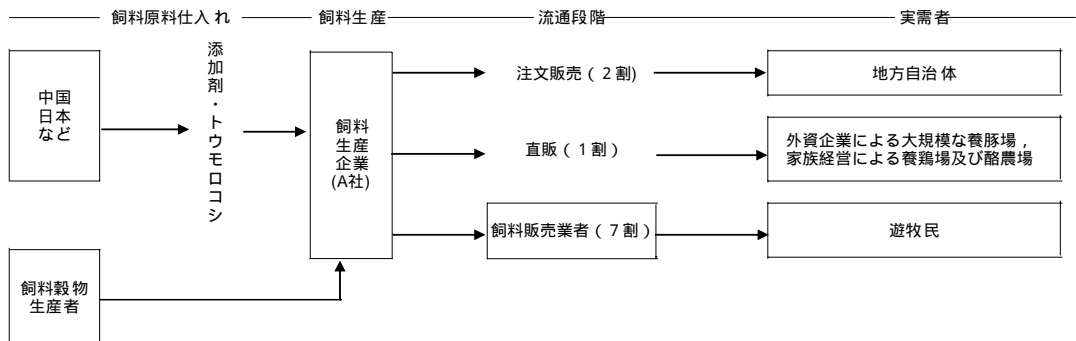 飼料原料仕入れ
飼料生産
流通段階
実需者
中国
日本
など
添加剤・トウモロコシ
飼料
生産
企業
(A社)
注文販売(2割)
地方自治体
直販(1割)
外資企業による大規模な養豚場，
家族経営による養鶏場及び酪農場
飼料販売業者(7割)
遊牧民
飼料穀物
生産者